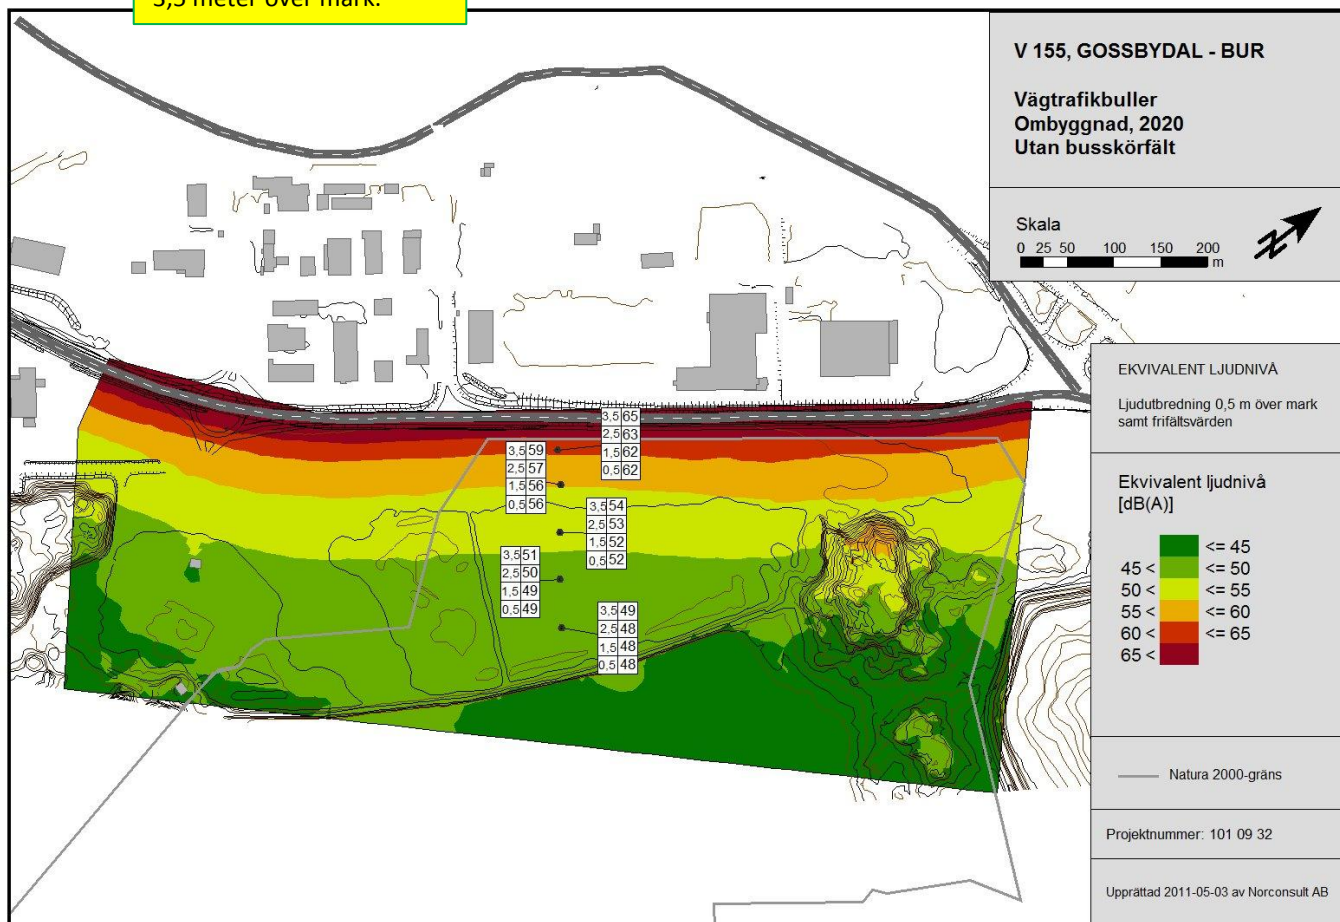 3,5 meter över mark.
V 155, GOSSBYDAL - BUR
Vägtrafikbuller
Ombyggnad, 2020
Utan busskörfält
Skala
0 25 50 100 150 200
m
EKVIVALENT LJUDNIVÅ
Ljudutbredning 0,5 m över mark
samt frifältsvärden
Ekvivalent ljudnivå
[dB(A)]
<= 45
45 < <= 50
50 < <= 55
55 < <= 60
60 < <= 65
65 <
Natura 2000-gräns
Projektnummer: 101 09 32
Upprättad 2011-05-03 av Norconsult AB
3,5 65
2,5 63
1,5 62
0,5 62
3,5 59
2,5 57
1,5 56
0,5 56
3,5 54
2,5 53
1,5 52
0,5 52
3,5 51
2,5 50
1,5 49
0,5 49
3,5 49
2,5 48
1,5 48
0,5 48